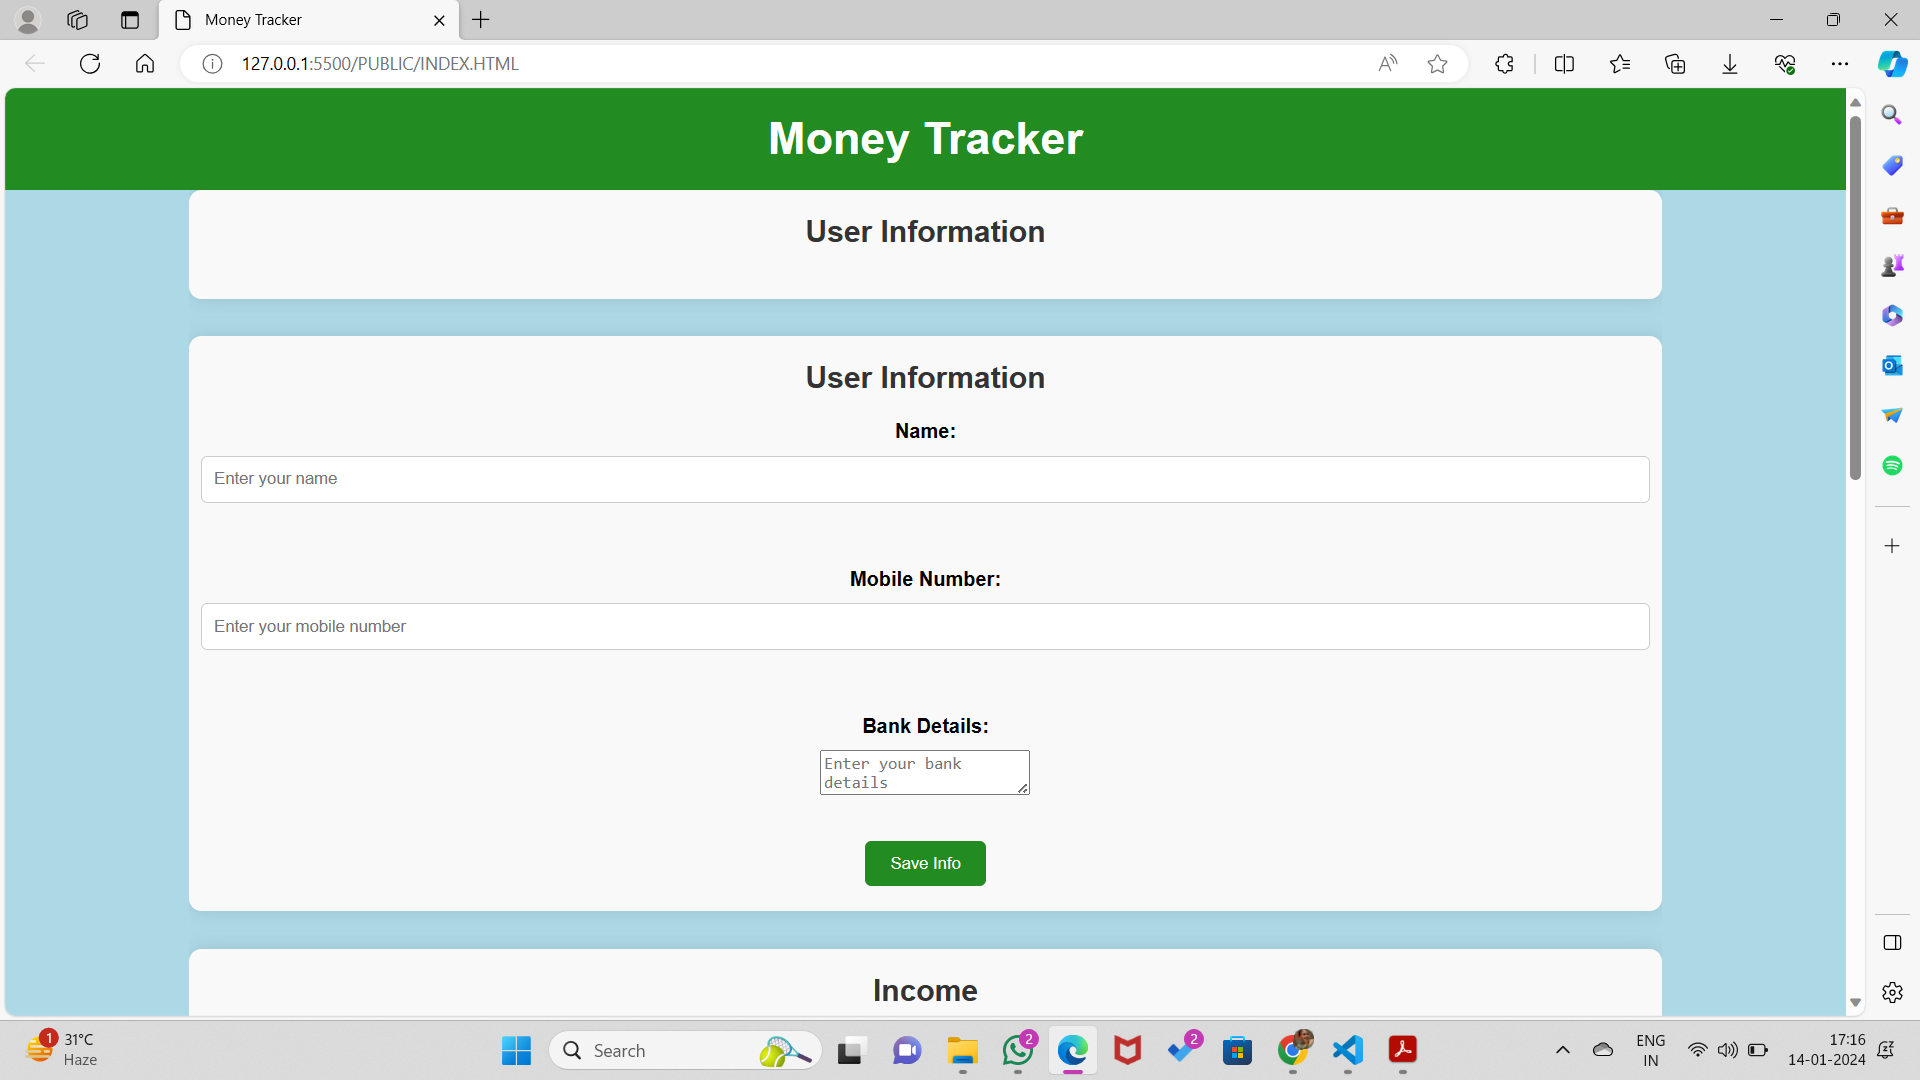 Money Tracker
127.0.0.1:5500/PUBLIC/INDEX.HTML
Money Tracker
User Information
User Information
Name:
Enter your name
Mobile Number:
Enter your mobile number
Bank Details:
Enter your bank
details
Save Info
Income
1
31°C
Haze
Search
2
2
ENG
IN
17:16
14-01-2024